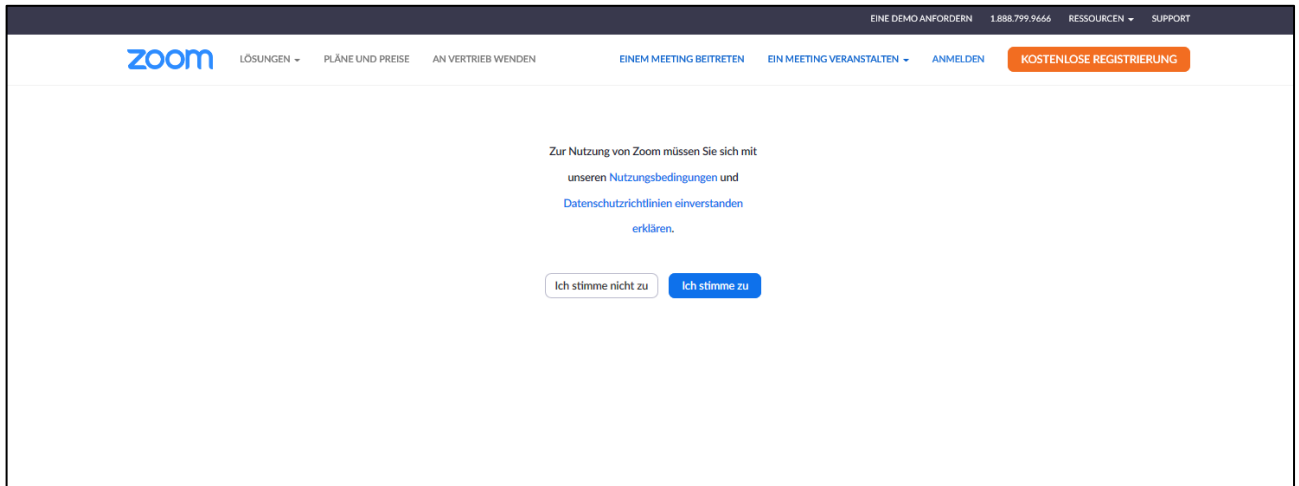 EINE DEMO ANFORDERN 1.888.799.9666 RESSOURCEN SUPPORT
zoom LÖSUNGEN PLÄNE UND PREISE AN VERTRIEB WENDEN EINEM MEETING BEITRETEN EIN MEETING VERANSTALTEN ANMELDEN KOSTENLOSE REGISTRIERUNG
Zur Nutzung von Zoom müssen Sie sich mit
unseren Nutzungsbedingungen und
Datenschutzrichtlinien einverstanden
erklären.
Ich stimme nicht zu Ich stimme zu